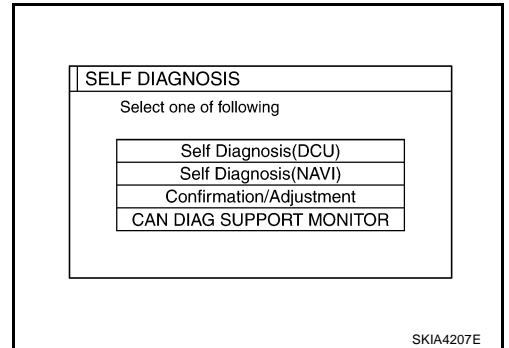 SELF DIAGNOSIS
Select one of following
Self Diagnosis(DCU)
Self Diagnosis(NAVI)
Confirmation/Adjustment
CAN DIAG SUPPORT MONITOR
SKIA4207E